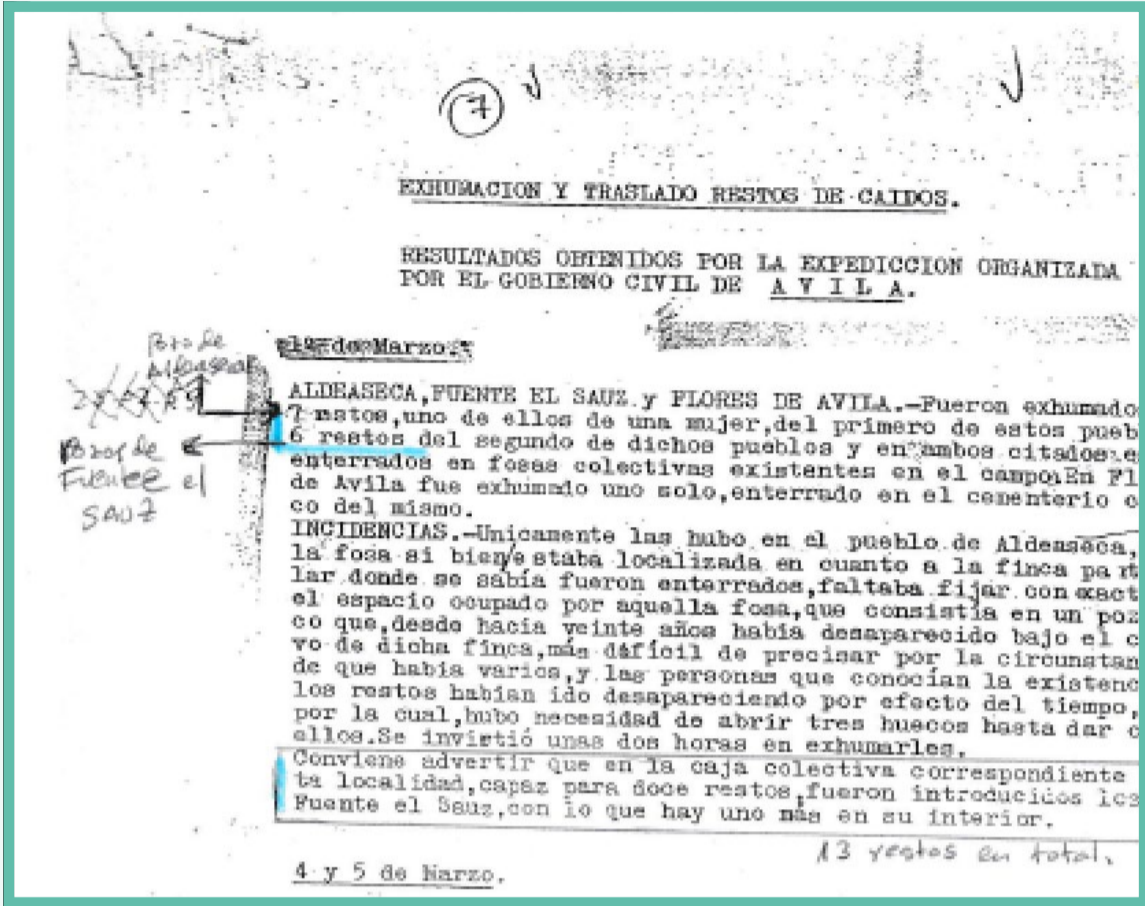 7
EXHUMACION Y TRASLADO RESTOS DE CAIDOS.
RESULTADOS OBTENIDOS POR LA EXPEDICCION ORGANIZADA
POR EL GOBIERNO CIVIL DE A V I L A.
de Marzo
Pozo de
Aldeaseca
ALDEASECA,FUENTE EL SAUZ y FLORES DE AVILA.-Fueron exhumado
7 restos,uno de ellos de una mujer,del primero de estos pueb
6 restos del segundo de dichos pueblos y en ambos citados
Pozo de
Fuente el
SAUZ
enterrados en fosas colectivas existentes en el campo.En Fl
de Avila fue exhumado uno solo,enterrado en el cementerio c
co del mismo.
INCIDENCIAS.-Unicamente las hubo en el pueblo de Aldeaseca,
la fosa si bien/estaba localizada en cuanto a la finca part
lar donde se sabía fueron enterrados,faltaba fijar con exact
el espacio ocupado por aquella fosa,que consistía en un poz
co que,desde hacia veinte años había desaparecido bajo el c
vo de dicha finca,más dificil de precisar por la circunstan
de que había varios,y las personas que conocían la existenc
los restos habian ido desapareciendo por efecto del tiempo,
por la cual,hubo necesidad de abrir tres huecos hasta dar c
ellos.Se invirtió unas dos horas en exhumarles.
Conviene advertir que en la caja colectiva correspondiente
ta localidad,capaz para doce restos,fueron introducidos los
Fuente el Sauz,con lo que hay uno más en su interior.
13 restos en total.
4 y 5 de Marzo.